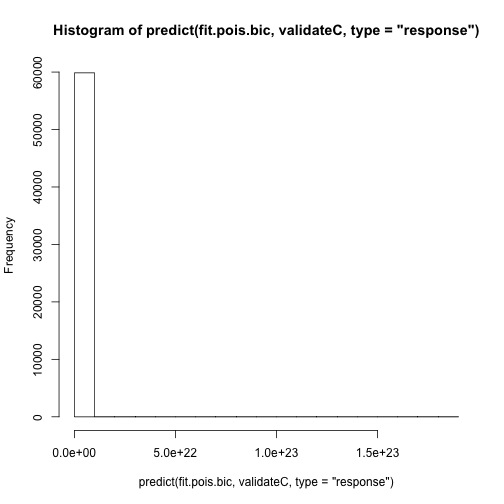 Histogram of predict(fit.pois.bic, validateC, type = "response")
Frequency
60000
50000
40000
30000
20000
10000
0
0.0e+00 5.0e+22 1.0e+23 1.5e+23
predict(fit.pois.bic, validateC, type = "response")